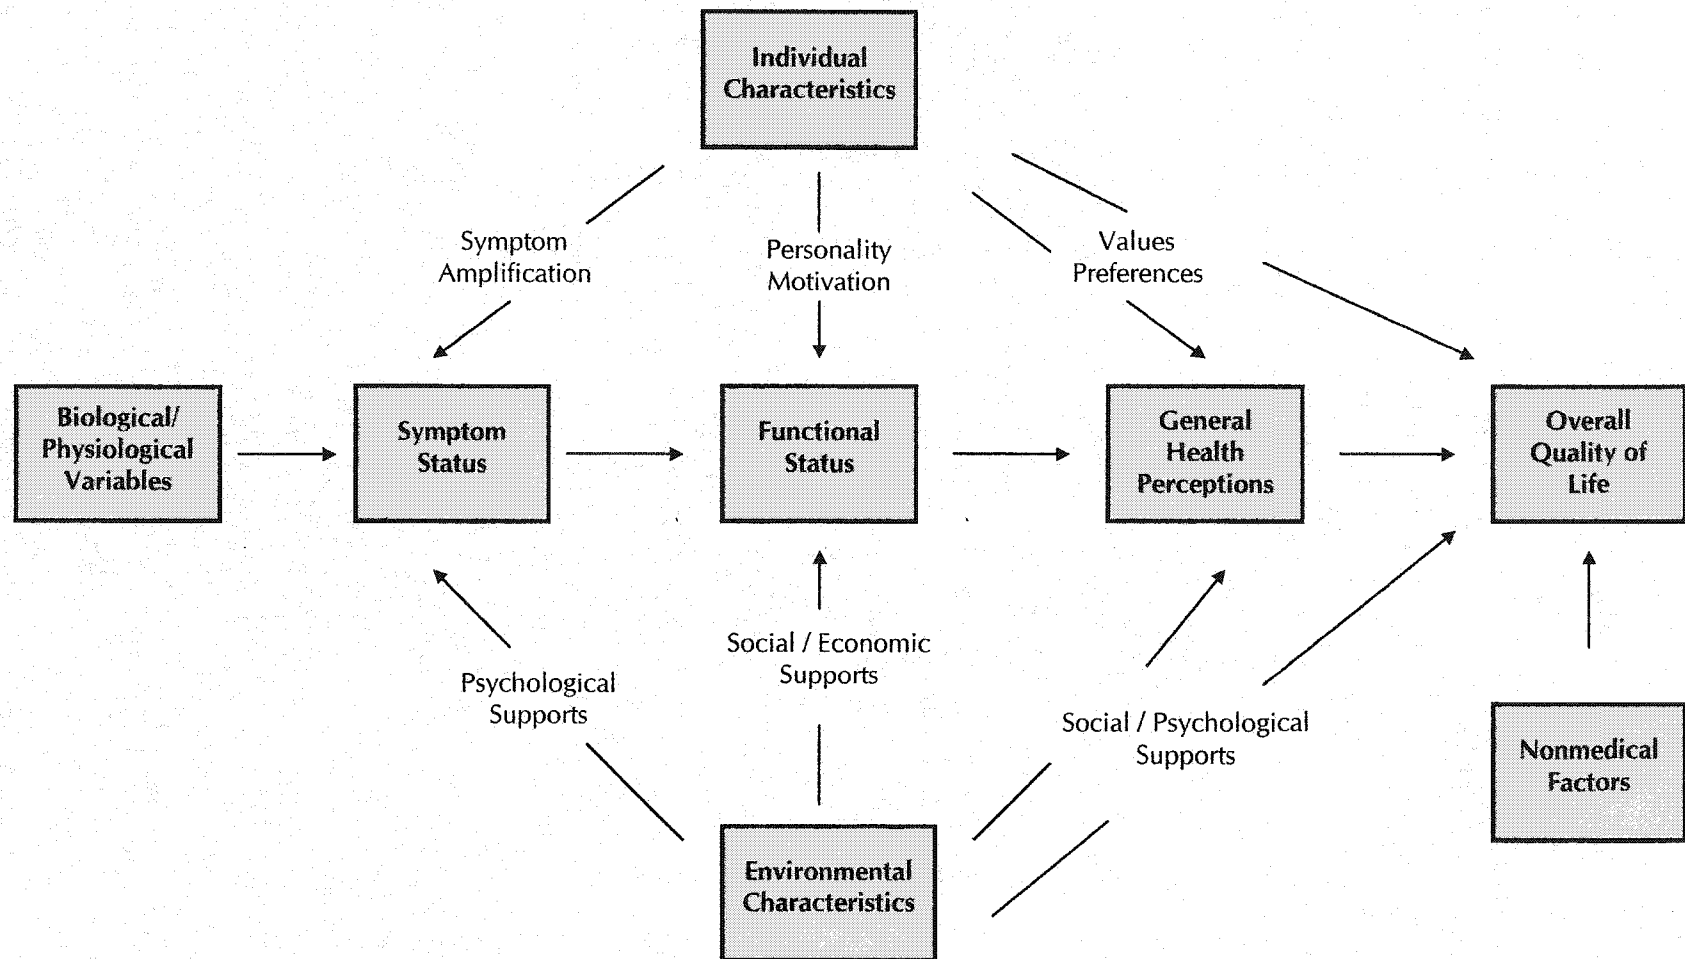 Individual
Characteristics
Symptom
Amplification
Personality
Motivation
Values
Preferences
Biological/
Physiological
Variables
Symptom
Status
Functional
Status
General
Health
Perceptions
Overall
Quality of
Life
Psychological
Supports
Social / Economic
Supports
Social / Psychological
Supports
Nonmedical
Factors
Environmental
Characteristics